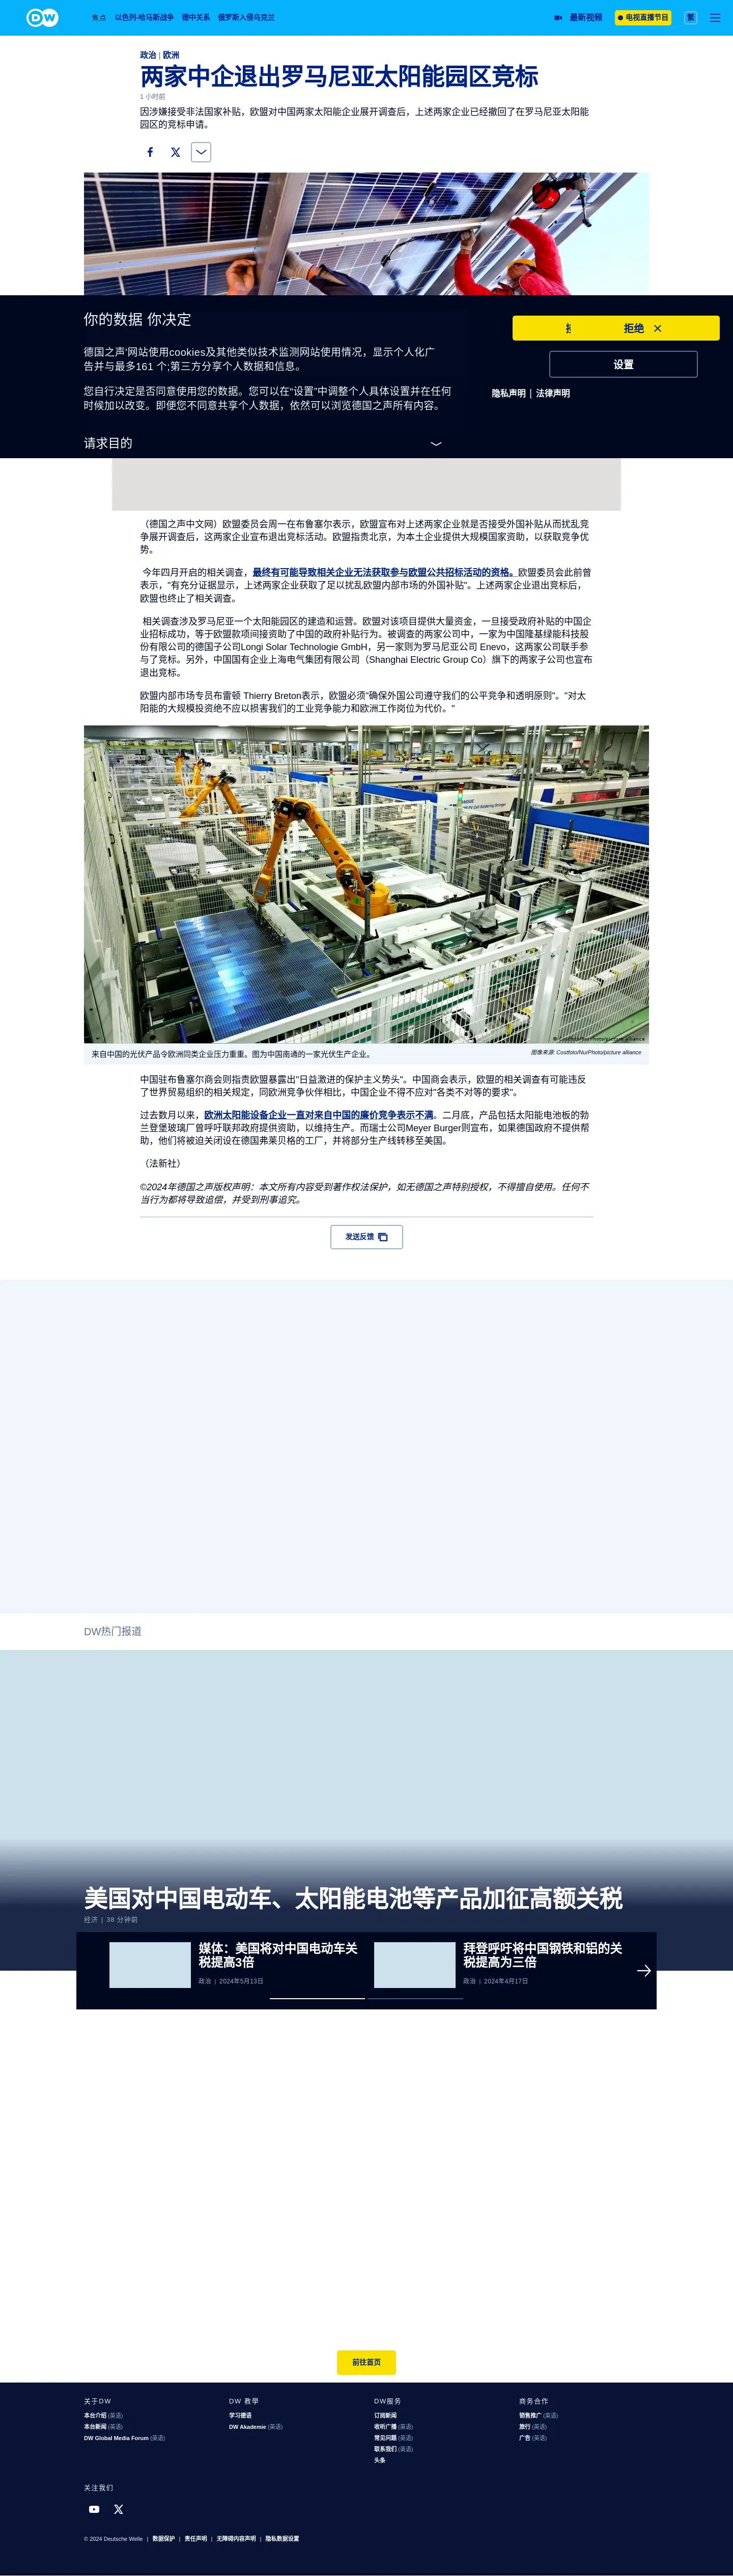 DW
焦点 以色列-哈马斯战争 德中关系 俄罗斯入侵乌克兰 最新视频 电视直播节目 繁
政治 | 欧洲
两家中企退出罗马尼亚太阳能园区竞标
1 小时前
因涉嫌接受非法国家补贴，欧盟对中国两家太阳能企业展开调查后，上述两家企业已经撤回了在罗马尼亚太阳能
园区的竞标申请。
你的数据 你决定
德国之声'网站使用cookies及其他类似技术监测网站使用情况，显示个人化广
告并与最多161 个;第三方分享个人数据和信息。
您自行决定是否同意使用您的数据。您可以在“设置”中调整个人具体设置并在任何
时候加以改变。即便您不同意共享个人数据，依然可以浏览德国之声所有内容。
请求目的
拒绝
设置
隐私声明 | 法律声明
（德国之声中文网）欧盟委员会周一在布鲁塞尔表示，欧盟宣布对上述两家企业就是否接受外国补贴从而扰乱竞
争展开调查后，这两家企业宣布退出竞标活动。欧盟指责北京，为本土企业提供大规模国家资助，以获取竞争优
势。
今年四月开启的相关调查，最终有可能导致相关企业无法获取参与欧盟公共招标活动的资格。欧盟委员会此前曾
表示，"有充分证据显示，上述两家企业获取了足以扰乱欧盟内部市场的外国补贴"。上述两家企业退出竞标后，
欧盟也终止了相关调查。
相关调查涉及罗马尼亚一个太阳能园区的建造和运营。欧盟对该项目提供大量资金，一旦接受政府补贴的中国企
业招标成功，等于欧盟款项间接资助了中国的政府补贴行为。被调查的两家公司中，一家为中国隆基绿能科技股
份有限公司的德国子公司Longi Solar Technologie GmbH，另一家则为罗马尼亚公司 Enevo，这两家公司联手参
与了竞标。另外，中国国有企业上海电气集团有限公司（Shanghai Electric Group Co）旗下的两家子公司也宣布
退出竞标。
欧盟内部市场专员布雷顿 Thierry Breton表示，欧盟必须"确保外国公司遵守我们的公平竞争和透明原则"。"对太
阳能的大规模投资绝不应以损害我们的工业竞争能力和欧洲工作岗位为代价。"
来自中国的光伏产品令欧洲同类企业压力重重。图为中国南通的一家光伏生产企业。 图像来源: Costfoto/NurPhoto/picture alliance
中国驻布鲁塞尔商会则指责欧盟暴露出"日益激进的保护主义势头"。中国商会表示，欧盟的相关调查有可能违反
了世界贸易组织的相关规定，同欧洲竞争伙伴相比，中国企业不得不应对"各类不对等的要求"。
过去数月以来，欧洲太阳能设备企业一直对来自中国的廉价竞争表示不满。二月底，产品包括太阳能电池板的勃
兰登堡玻璃厂曾呼吁联邦政府提供资助，以维持生产。而瑞士公司Meyer Burger则宣布，如果德国政府不提供帮
助，他们将被迫关闭设在德国弗莱贝格的工厂，并将部分生产线转移至美国。
（法新社）
©2024年德国之声版权声明：本文所有内容受到著作权法保护，如无德国之声特别授权，不得擅自使用。任何不
当行为都将导致追偿，并受到刑事追究。
发送反馈
DW热门报道
美国对中国电动车、太阳能电池等产品加征高额关税
经济 | 38 分钟前
媒体：美国将对中国电动车关
税提高3倍
政治 | 2024年5月13日
拜登呼吁将中国钢铁和铝的关
税提高为三倍
政治 | 2024年4月17日
前往首页
关于DW
本台介绍 (英语)
本台新闻 (英语)
DW Global Media Forum (英语)
DW 教學
学习德语
DW Akademie (英语)
DW服务
订阅新闻
收听广播 (英语)
常见问题 (英语)
联系我们 (英语)
头条
商务合作
销售推广 (英语)
旅行 (英语)
广告 (英语)
关注我们
© 2024 Deutsche Welle | 数据保护 | 责任声明 | 无障碍内容声明 | 隐私数据设置